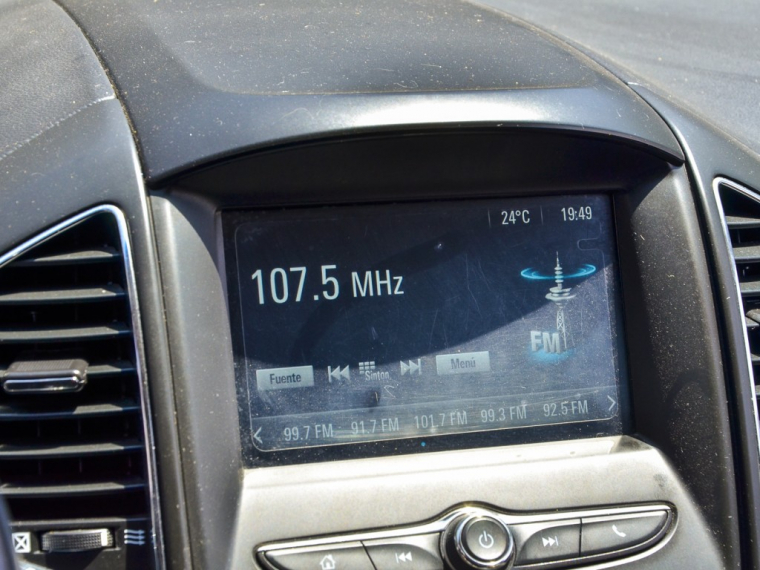 24°C 19:49
107.5 MHz
FM
Fuente Sinton. Menú
99.7 FM 91.7 FM 101.7 FM 99.3 FM 92.5 FM